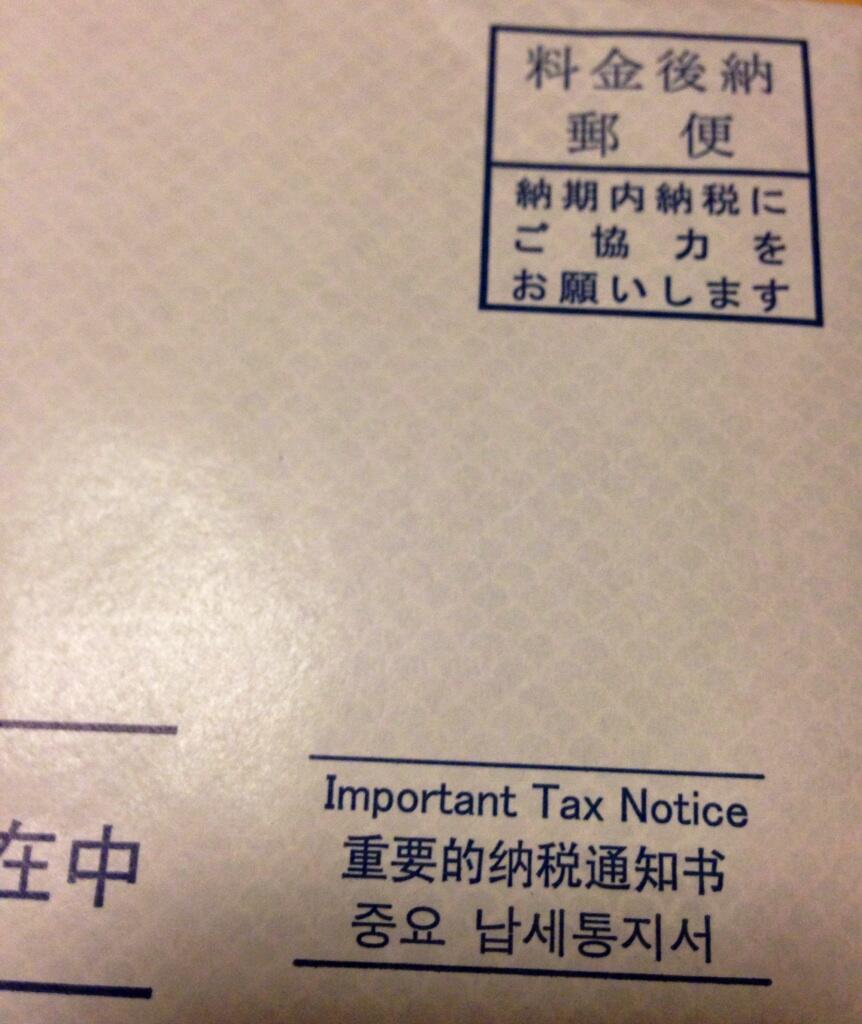 料金後納
郵便
納期内納税に
ご協力を
お願いします
在中
Important Tax Notice
重要的纳税通知书
중요 납세통지서